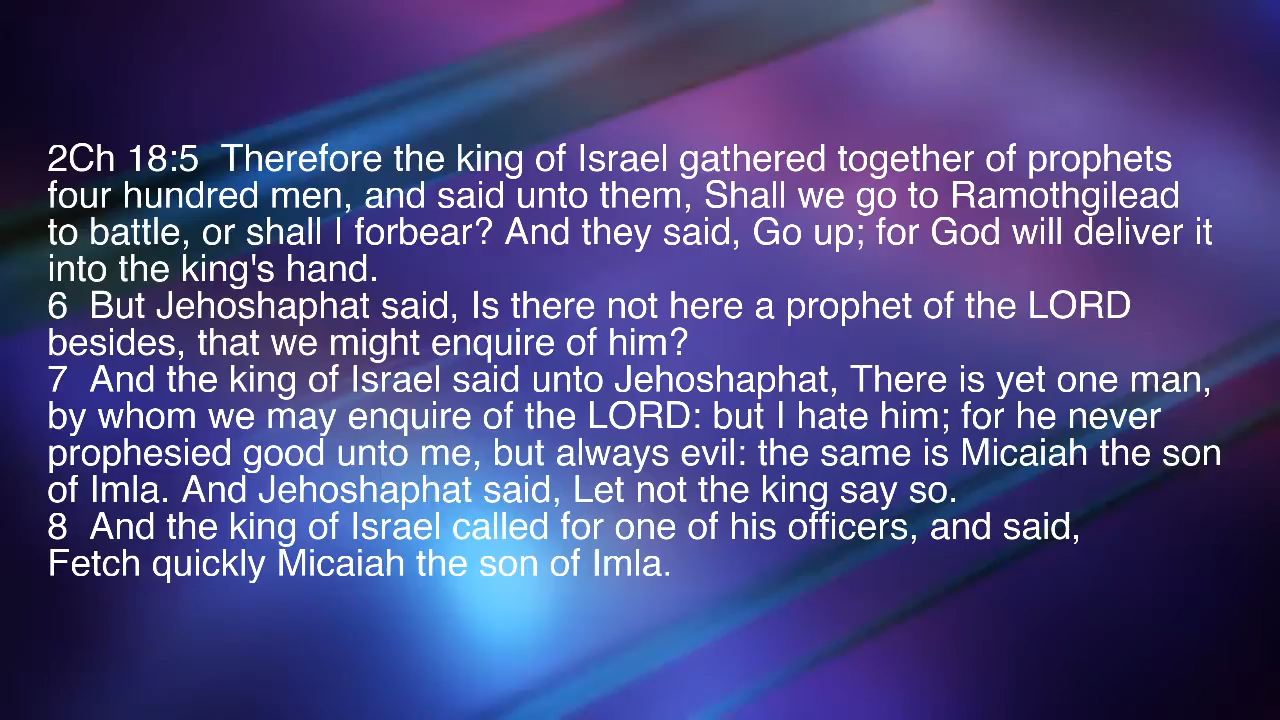 2Ch 18:5  Therefore the king of Israel gathered together of prophets
four hundred men, and said unto them, Shall we go to Ramothgilead
to battle, or shall I forbear? And they said, Go up; for God will deliver it
into the king's hand.
6  But Jehoshaphat said, Is there not here a prophet of the LORD
besides, that we might enquire of him?
7  And the king of Israel said unto Jehoshaphat, There is yet one man,
by whom we may enquire of the LORD: but I hate him; for he never
prophesied good unto me, but always evil: the same is Micaiah the son
of Imla. And Jehoshaphat said, Let not the king say so.
8  And the king of Israel called for one of his officers, and said,
Fetch quickly Micaiah the son of Imla.